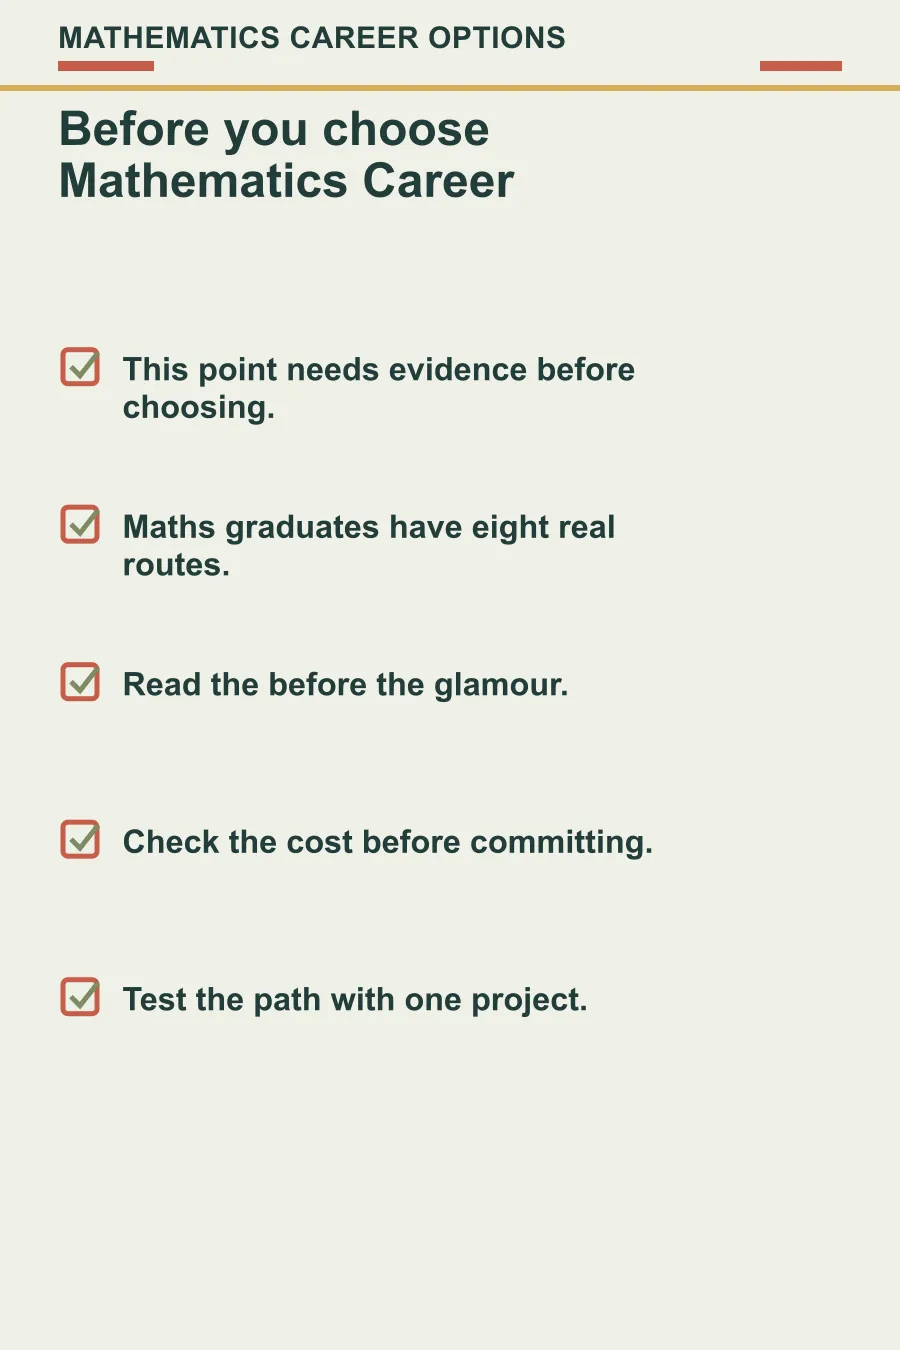 MATHEMATICS CAREER OPTIONS
Before you choose
Mathematics Career
This point needs evidence before
choosing.
Maths graduates have eight real
routes.
Read the before the glamour.
Check the cost before committing.
Test the path with one project.